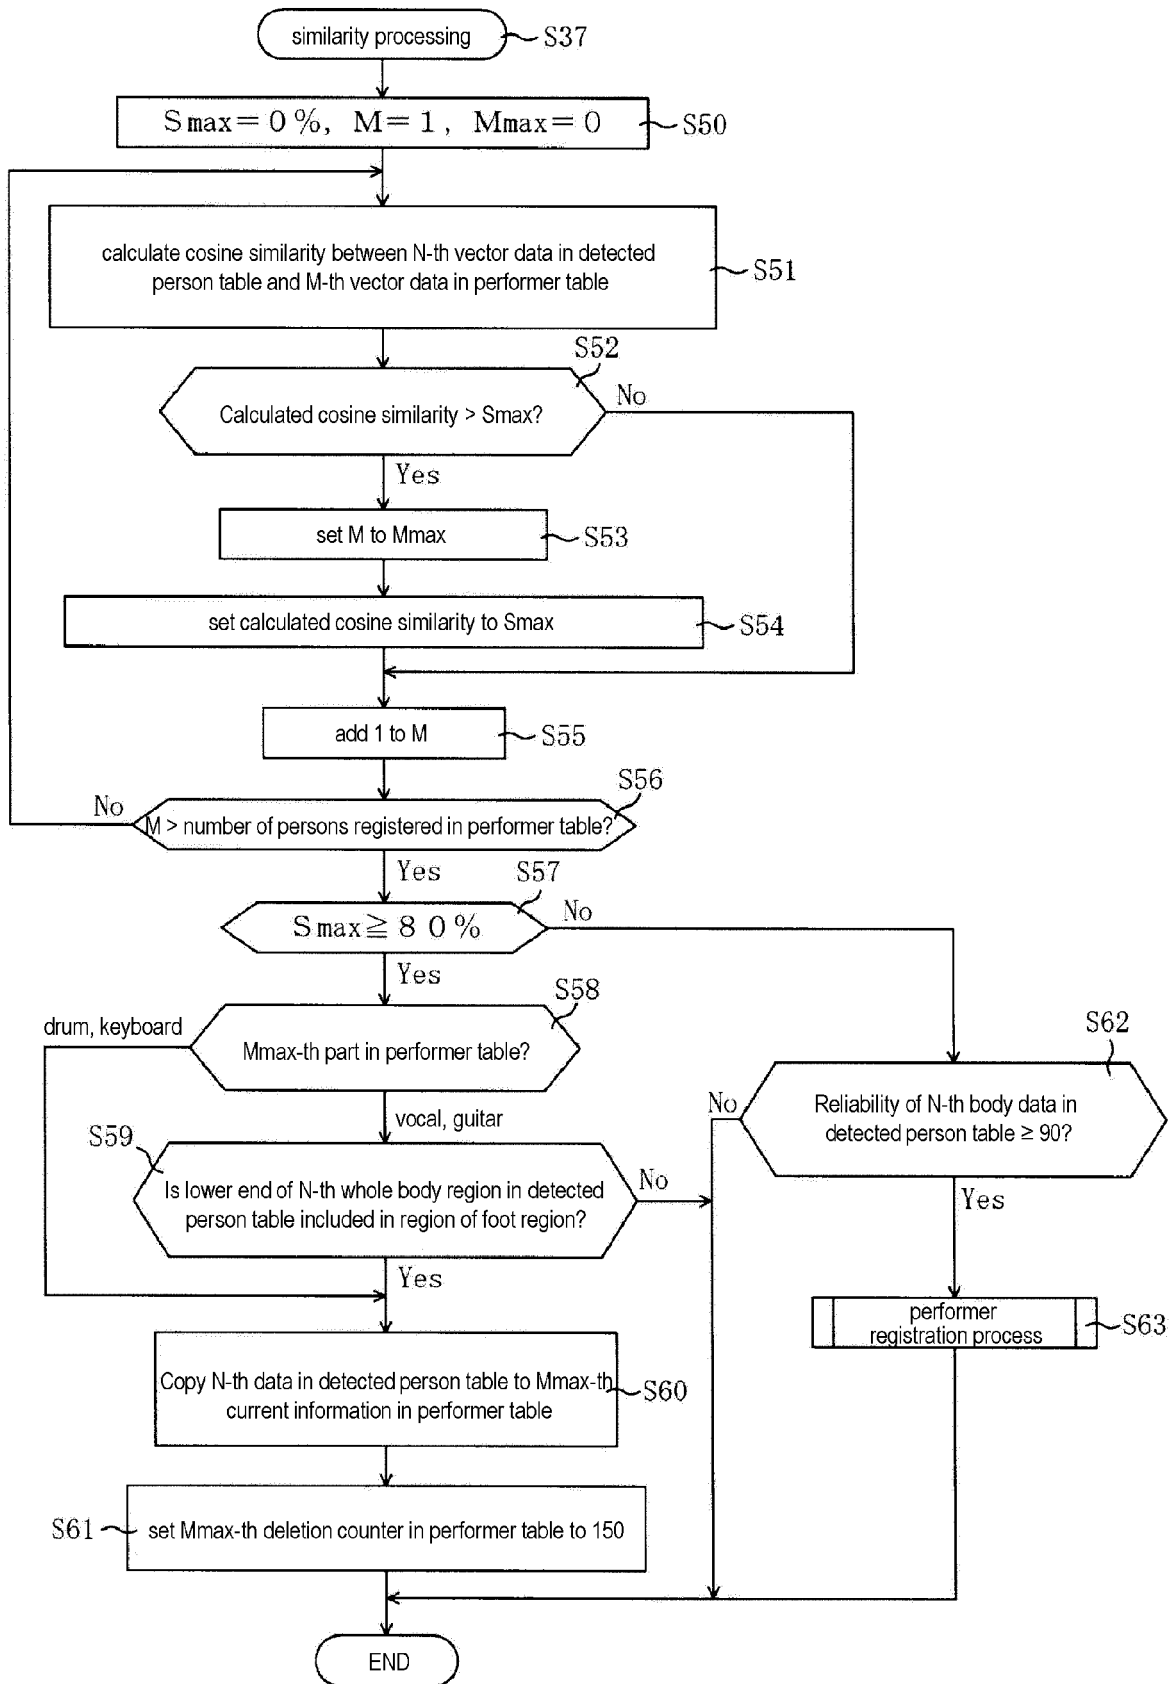 similarity processing
S37
Smax=0%, M=1, Mmax=0
S50
calculate cosine similarity between N-th vector data in detected
person table and M-th vector data in performer table
S51
S52
Calculated cosine similarity > Smax?
No
Yes
set M to Mmax
S53
set calculated cosine similarity to Smax
S54
add 1 to M
S55
S56
No
M > number of persons registered in performer table?
Yes
S57
Smax≧80%
No
Yes
S58
drum, keyboard
Mmax-th part in performer table?
S62
vocal, guitar
No
Reliability of N-th body data in
detected person table ≥ 90?
S59
Is lower end of N-th whole body region in detected
person table included in region of foot region?
No
Yes
Yes
performer
registration process
S63
Copy N-th data in detected person table to Mmax-th
current information in performer table
S60
S61
set Mmax-th deletion counter in performer table to 150
END